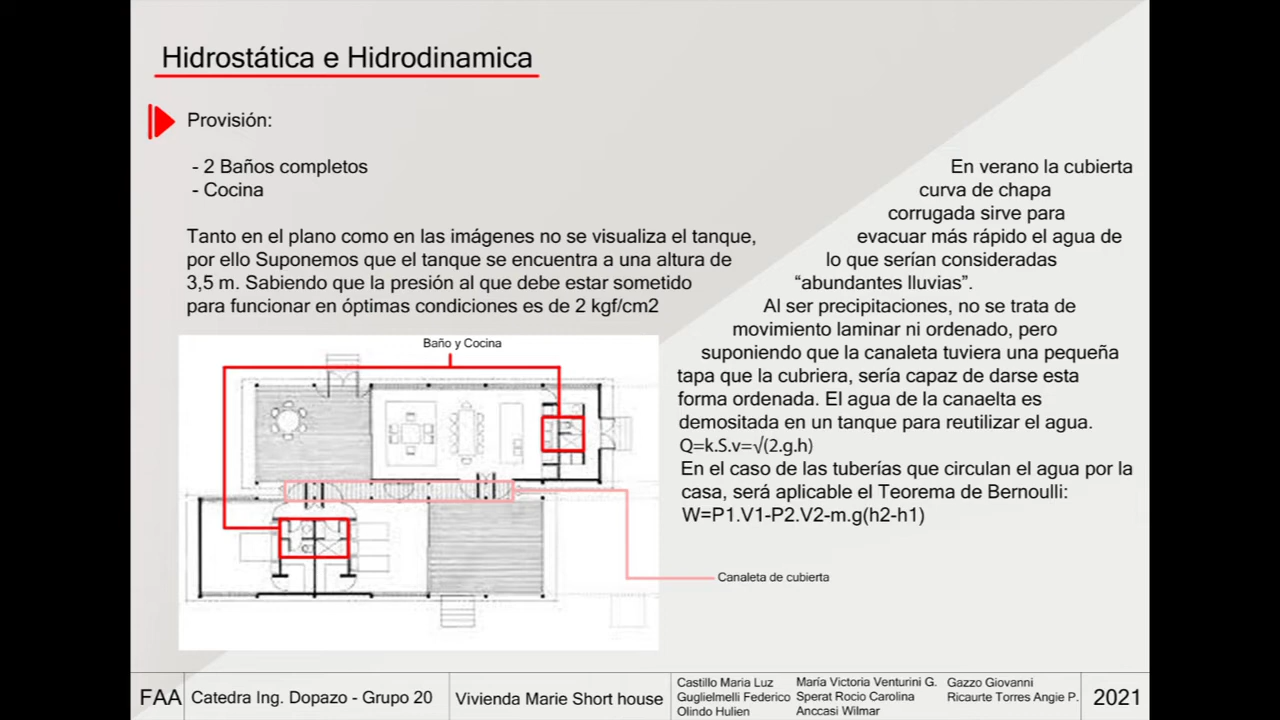 Hidrostática e Hidrodinamica
Provisión:
- 2 Baños completos
- Cocina
Tanto en el plano como en las imágenes no se visualiza el tanque,
por ello Suponemos que el tanque se encuentra a una altura de
3,5 m. Sabiendo que la presión al que debe estar sometido
para funcionar en óptimas condiciones es de 2 kgf/cm2
En verano la cubierta
curva de chapa
corrugada sirve para
evacuar más rápido el agua de
lo que serían consideradas
“abundantes lluvias”.
Al ser precipitaciones, no se trata de
movimiento laminar ni ordenado, pero
suponiendo que la canaleta tuviera una pequeña
tapa que la cubriera, sería capaz de darse esta
forma ordenada. El agua de la canaelta es
demositada en un tanque para reutilizar el agua.
Q=k.S.v=√(2.g.h)
En el caso de las tuberías que circulan el agua por la
casa, será aplicable el Teorema de Bernoulli:
W=P1.V1-P2.V2-m.g(h2-h1)
Baño y Cocina
Canaleta de cubierta
FAA
Catedra Ing. Dopazo - Grupo 20
Vivienda Marie Short house
Castillo Maria Luz
Guglielmelli Federico
Olindo Hulien
María Victoria Venturini G.
Sperat Rocio Carolina
Anccasi Wilmar
Gazzo Giovanni
Ricaurte Torres Angie P.
2021